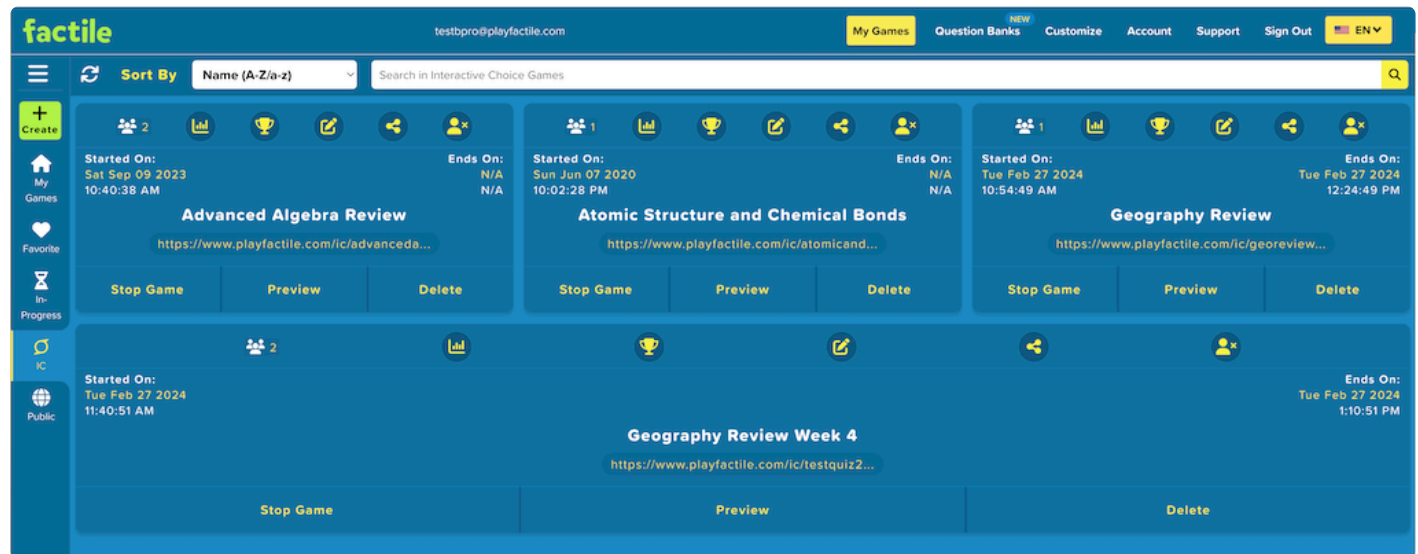 factile
testbpro@playfactile.com
My Games
Question Banks
NEW
Customize
Account
Support
Sign Out
EN
Sort By
Name (A-Z/a-z)
Search in Interactive Choice Games
Create
My
Games
Favorite
In-
Progress
IC
Public
2
Started On:
Sat Sep 09 2023
10:40:38 AM
Ends On:
N/A
N/A
Advanced Algebra Review
https://www.playfactile.com/ic/advanceda...
Stop Game
Preview
Delete
1
Started On:
Sun Jun 07 2020
10:02:28 PM
Ends On:
N/A
N/A
Atomic Structure and Chemical Bonds
https://www.playfactile.com/ic/atomicand...
Stop Game
Preview
Delete
1
Started On:
Tue Feb 27 2024
10:54:49 AM
Ends On:
Tue Feb 27 2024
12:24:49 PM
Geography Review
https://www.playfactile.com/ic/georeview...
Stop Game
Preview
Delete
2
Started On:
Tue Feb 27 2024
11:40:51 AM
Ends On:
Tue Feb 27 2024
1:10:51 PM
Geography Review Week 4
https://www.playfactile.com/ic/testquiz2...
Stop Game
Preview
Delete